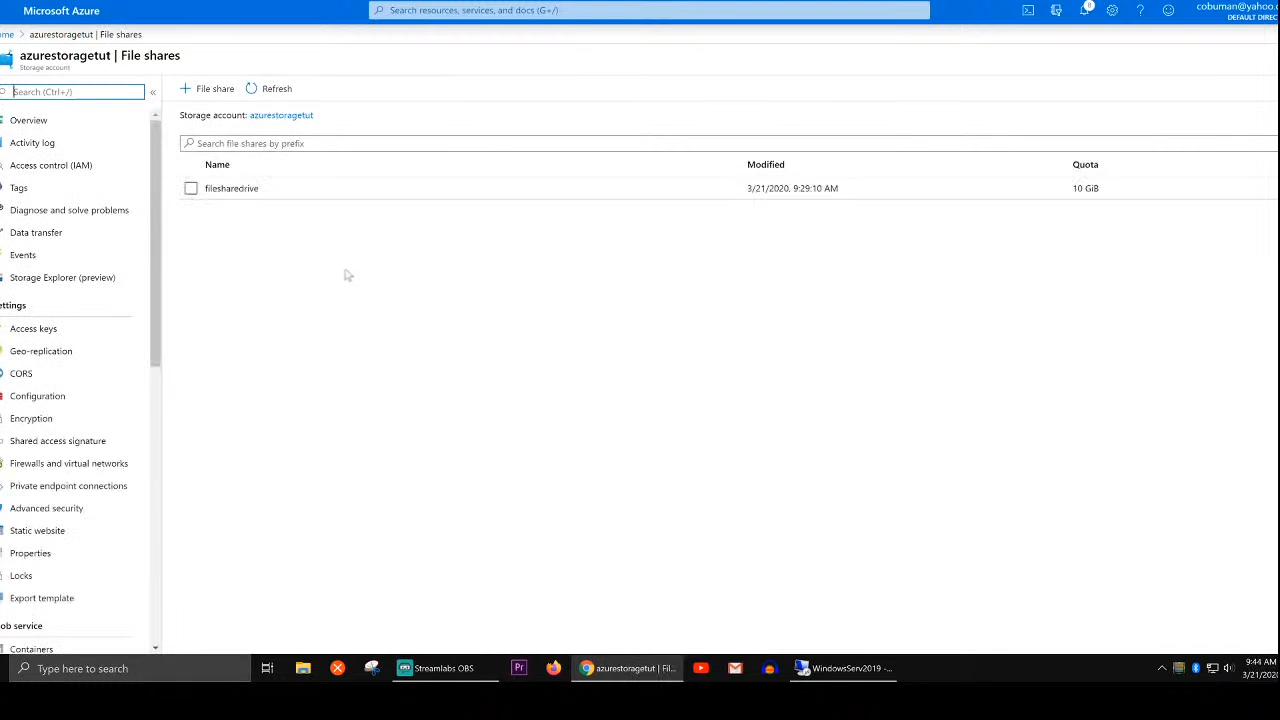 Microsoft Azure
Search resources, services, and docs (G+/)
8
cobuman@yahoo.c
DEFAULT DIRECT
ome > azurestoragetut | File shares
azurestoragetut | File shares
Storage account
Search (Ctrl+/)
«
Overview
Activity log
Access control (IAM)
Tags
Diagnose and solve problems
Data transfer
Events
Storage Explorer (preview)
ettings
Access keys
Geo-replication
CORS
Configuration
Encryption
Shared access signature
Firewalls and virtual networks
Private endpoint connections
Advanced security
Static website
Properties
Locks
Export template
lob service
Containers
+ File share Refresh
Storage account: azurestoragetut
Search file shares by prefix
Name Modified Quota
filesharedrive 3/21/2020, 9:29:10 AM 10 GiB
Type here to search
Streamlabs OBS
Pr
azurestoragetut | Fil...
WindowsServ2019 -...
9:44 AM
3/21/2020